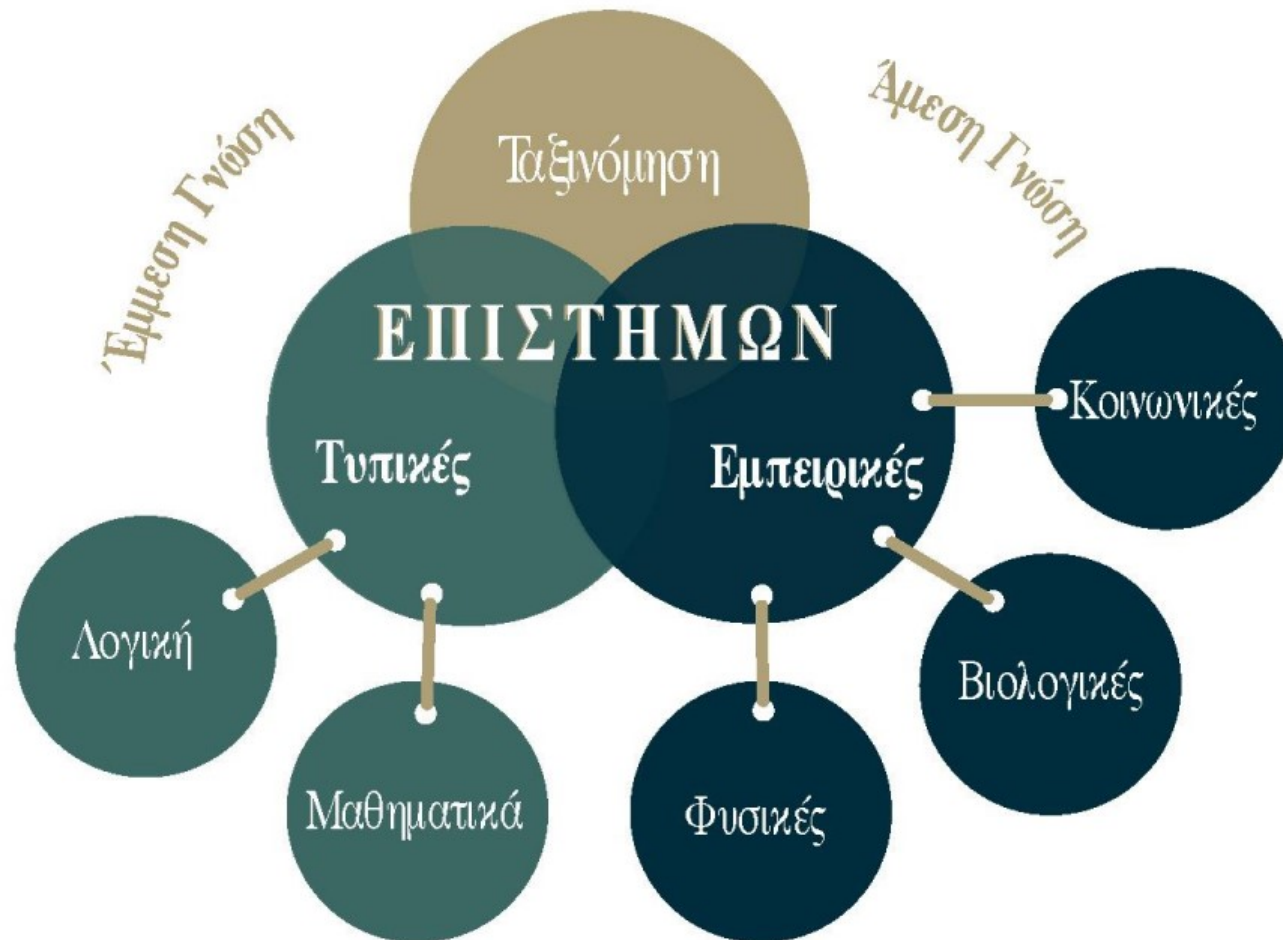 Έμμεση Γνώση
Άμεση Γνώση
Ταξινόμηση
ΕΠΙΣΤΗΜΩΝ
Τυπικές
Εμπειρικές
Κοινωνικές
Λογική
Βιολογικές
Μαθηματικά
Φυσικές